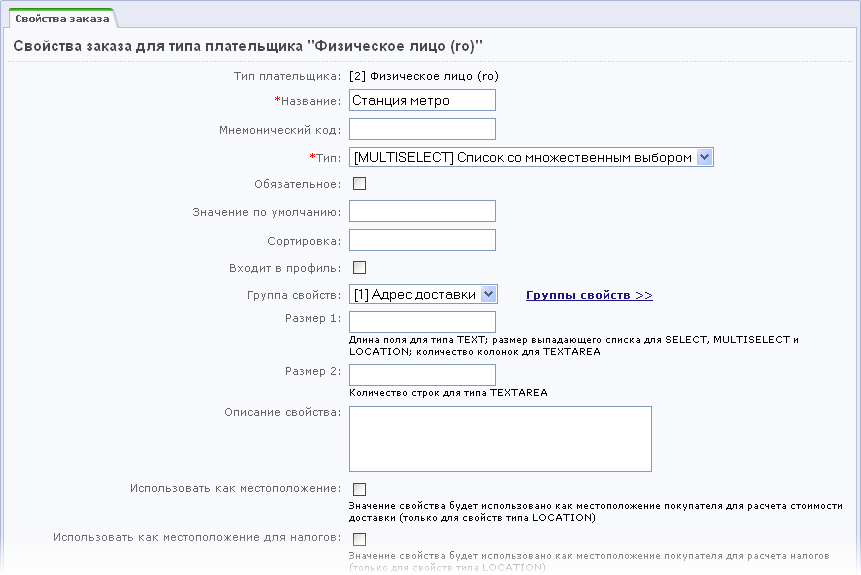 Свойства заказа
Свойства заказа для типа плательщика "Физическое лицо (ro)"
Тип плательщика: [2] Физическое лицо (ro)
*Название: Станция метро
Мнемонический код:
*Тип: [MULTISELECT] Список со множественным выбором
Обязательное:
Значение по умолчанию:
Сортировка:
Входит в профиль:
Группа свойств: [1] Адрес доставки Группы свойств >>
Размер 1:
Длина поля для типа TEXT; размер выпадающего списка для SELECT, MULTISELECT и
LOCATION; количество колонок для TEXTAREA
Размер 2:
Количество строк для типа TEXTAREA
Описание свойства:
Использовать как местоположение:
Значение свойства будет использовано как местоположение покупателя для расчета стоимости
доставки (только для свойств типа LOCATION)
Использовать как местоположение для налогов:
Значение свойства будет использовано как местоположение покупателя для расчета налогов
(только для свойств типа LOCATION)